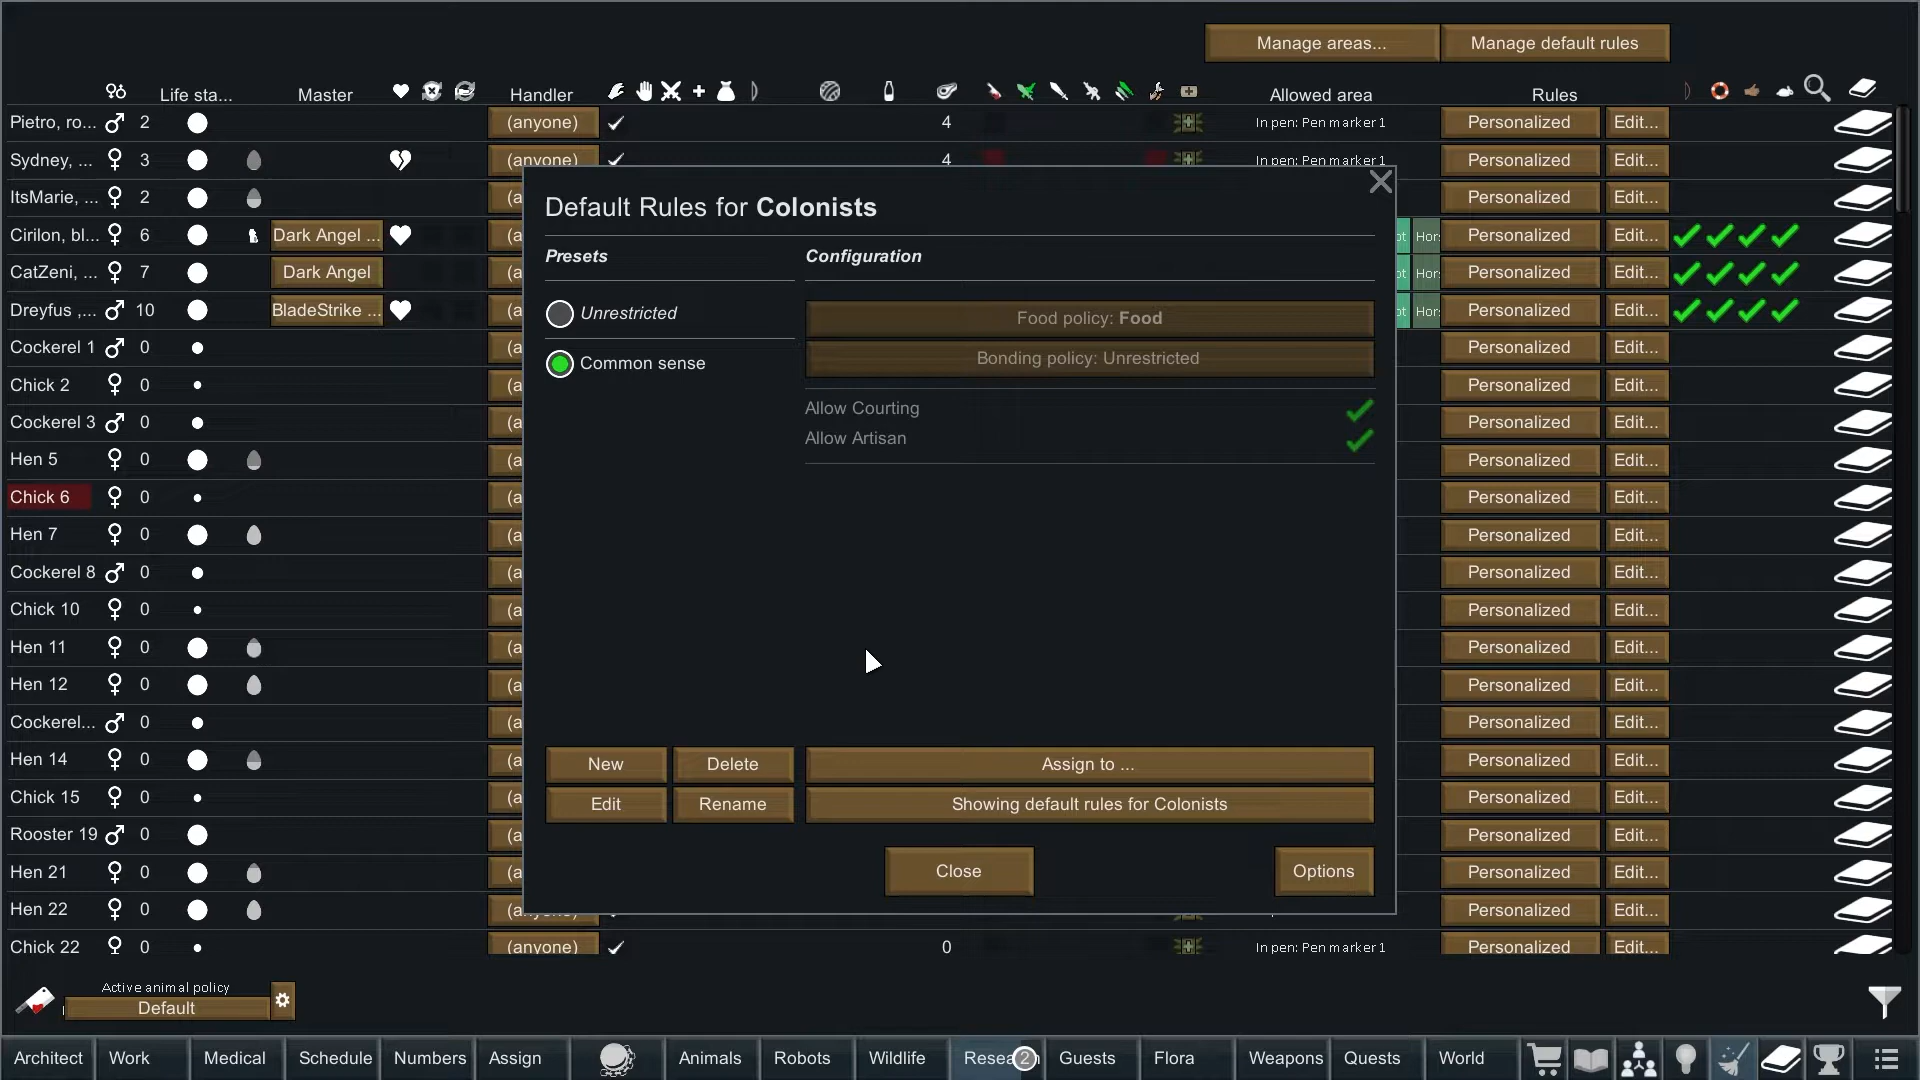 Manage areas... Manage default rules
Life sta... Master Handler Allowed area Rules
Pietro, ro... 2 (anyone) 4 In pen: Pen marker 1 Personalized Edit...
Sydney, ... 3 (anyone) 4 In pen: Pen marker 1 Personalized Edit...
ItsMarie, ... 2 (a Personalized Edit...
Cirilon, bl... 6 Dark Angel ... (a ot Hor Personalized Edit...
CatZeni, ... 7 Dark Angel (a ot Hor Personalized Edit...
Dreyfus ,... 10 BladeStrike ... (a ot Hor Personalized Edit...
Cockerel 1 0 (a Personalized Edit...
Chick 2 0 (a Personalized Edit...
Cockerel 3 0 (a Personalized Edit...
Hen 5 0 (a Personalized Edit...
Chick 6 0 (a Personalized Edit...
Hen 7 0 (a Personalized Edit...
Cockerel 8 0 (a Personalized Edit...
Chick 10 0 (a Personalized Edit...
Hen 11 0 (a Personalized Edit...
Hen 12 0 (a Personalized Edit...
Cockerel... 0 (a Personalized Edit...
Hen 14 0 (a Personalized Edit...
Chick 15 0 (a Personalized Edit...
Rooster 19 0 (a Personalized Edit...
Hen 21 0 (a Personalized Edit...
Hen 22 0 (anyone) Personalized Edit...
Chick 22 0 (anyone) 0 In pen: Pen marker 1 Personalized Edit...
Default Rules for Colonists
Presets Configuration
Unrestricted
Common sense
Food policy: Food
Bonding policy: Unrestricted
Allow Courting
Allow Artisan
New Delete Assign to ...
Edit Rename Showing default rules for Colonists
Close Options
Active animal policy
Default
Architect Work Medical Schedule Numbers Assign Animals Robots Wildlife Resea 2 n Guests Flora Weapons Quests World